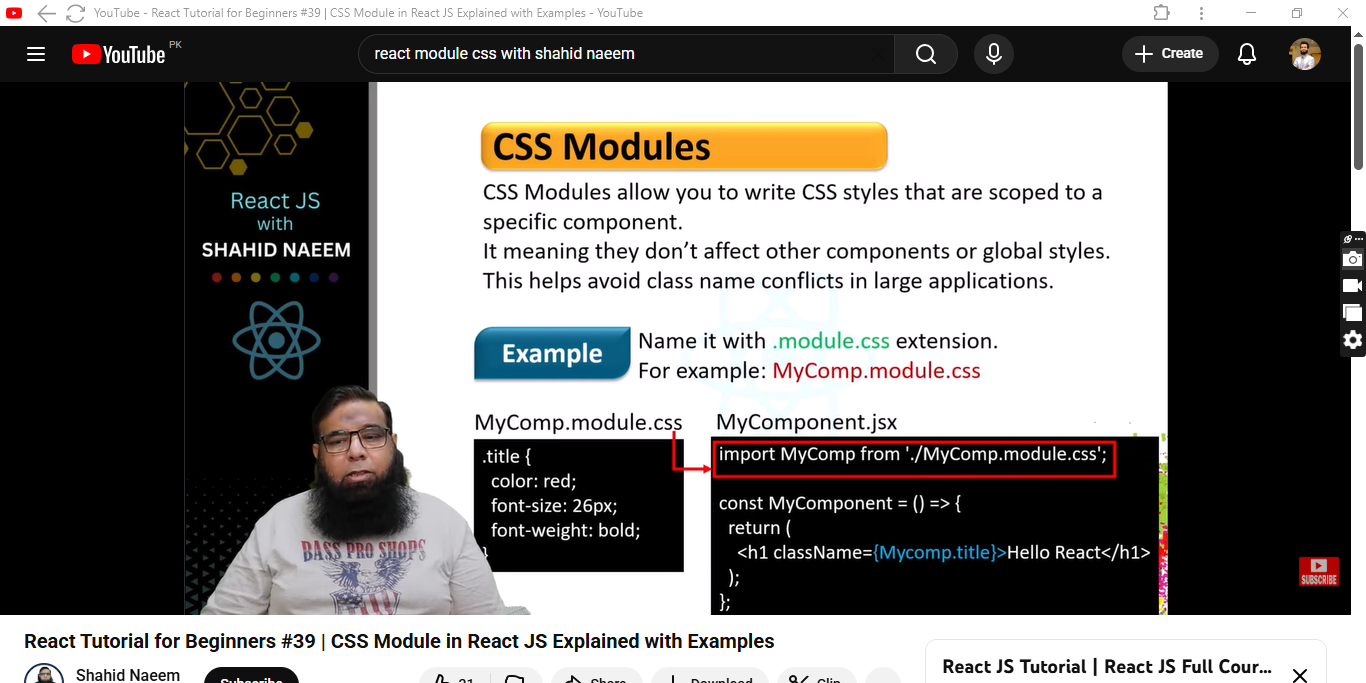 YouTube - React Tutorial for Beginners #39 | CSS Module in React JS Explained with Examples - YouTube
YouTube PK
react module css with shahid naeem
Create
CSS Modules
CSS Modules allow you to write CSS styles that are scoped to a
specific component.
It meaning they don’t affect other components or global styles.
This helps avoid class name conflicts in large applications.
React JS
with
SHAHID NAEEM
Example
Name it with .module.css extension.
For example: MyComp.module.css
MyComp.module.css
.title {
color: red;
font-size: 26px;
font-weight: bold;
}
MyComponent.jsx
import MyComp from './MyComp.module.css';
const MyComponent = () => {
return (
<h1 className={Mycomp.title}>Hello React</h1>
);
};
BASS PRO SHOPS
SUBSCRIBE
React Tutorial for Beginners #39 | CSS Module in React JS Explained with Examples
Shahid Naeem
Subscribe
21
Share
Download
Clip
React JS Tutorial | React JS Full Cour...